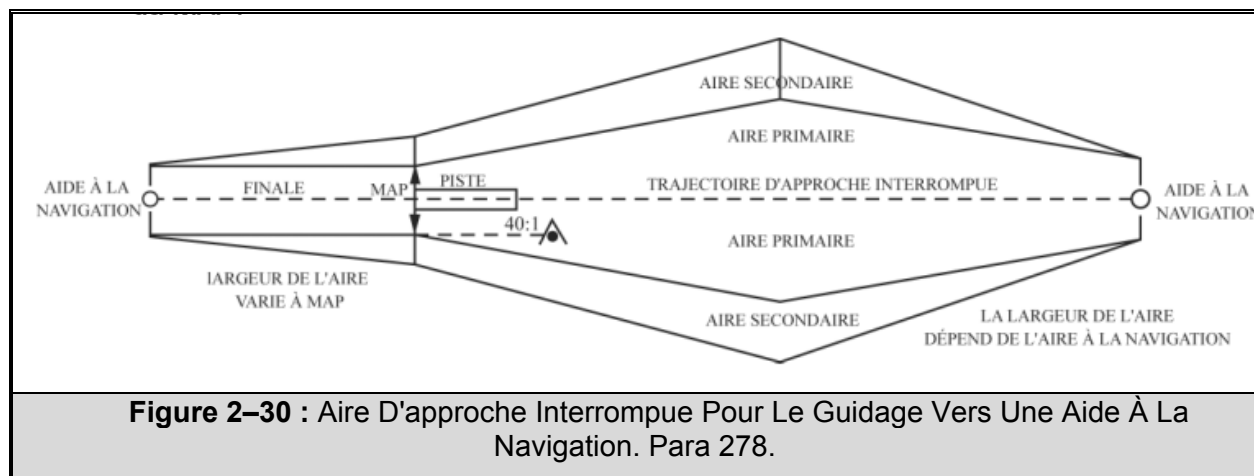 AIRE SECONDAIRE
AIRE PRIMAIRE
AIDE À LA
NAVIGATION
FINALE
MAP
PISTE
TRAJECTOIRE D'APPROCHE INTERROMPUE
AIDE À LA
NAVIGATION
40:1
AIRE PRIMAIRE
lARGEUR DE L'AIRE
VARIE À MAP
AIRE SECONDAIRE
LA LARGEUR DE L'AIRE
DÉPEND DE L'AIRE À LA NAVIGATION
Figure 2–30 : Aire D'approche Interrompue Pour Le Guidage Vers Une Aide À La
Navigation. Para 278.